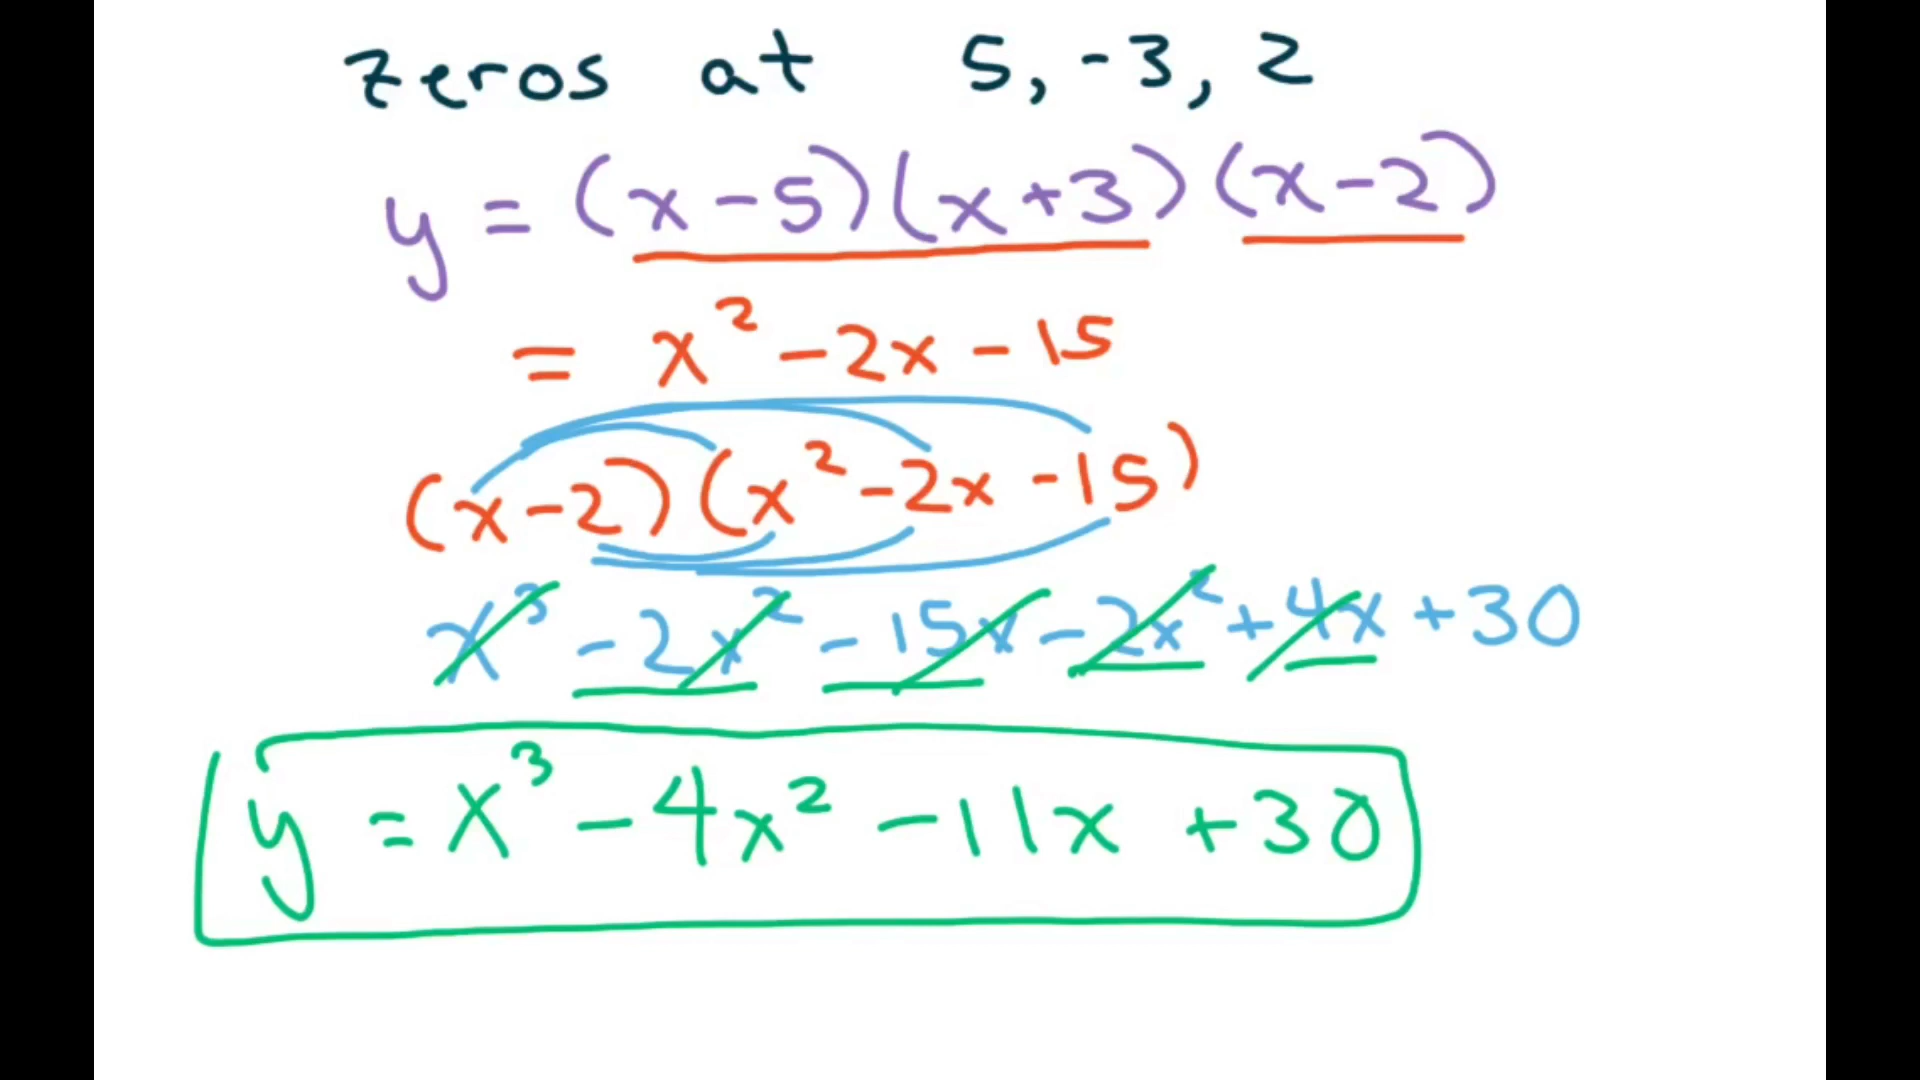 zeros at 5, -3, 2
y = (x - 5)(x + 3)(x - 2)
= x² - 2x - 15
(x - 2)(x² - 2x - 15)
x³ - 2x² - 15x - 2x² + 4x + 30
y = x³ - 4x² - 11x + 30